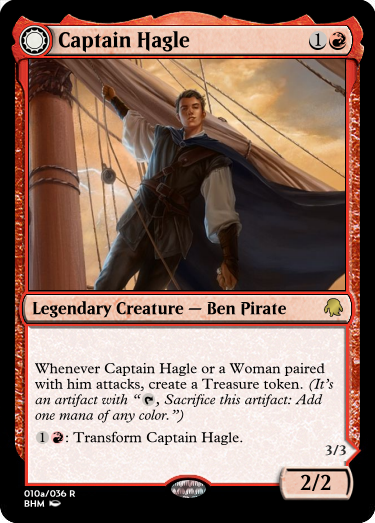 Captain Hagle 1
Legendary Creature — Ben Pirate
Whenever Captain Hagle or a Woman paired
with him attacks, create a Treasure token. (It's
an artifact with “, Sacrifice this artifact: Add
one mana of any color.”)
1: Transform Captain Hagle.
3/3
2/2
010a/036 R
BHM